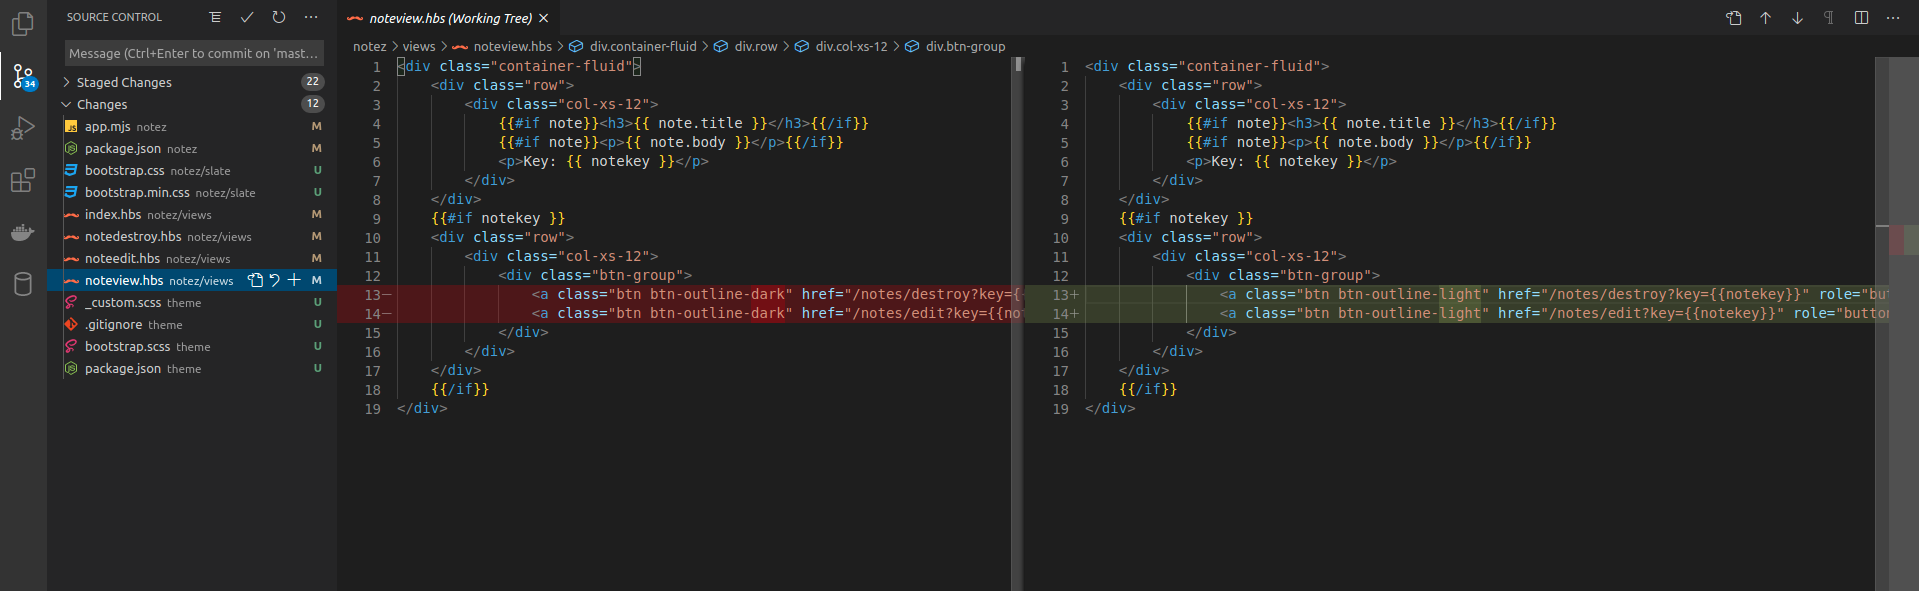 SOURCE CONTROL
Message (Ctrl+Enter to commit on 'mast...
Staged Changes 22
Changes 12
app.mjs notez M
package.json notez M
bootstrap.css notez/slate U
bootstrap.min.css notez/slate U
index.hbs notez/views M
notedestroy.hbs notez/views M
noteedit.hbs notez/views M
noteview.hbs notez/views M
_custom.scss theme U
.gitignore theme U
bootstrap.scss theme U
package.json theme U
34
noteview.hbs (Working Tree)
notez > views > noteview.hbs > div.container-fluid > div.row > div.col-xs-12 > div.btn-group
1 <div class="container-fluid">
2 <div class="row">
3 <div class="col-xs-12">
4 {{#if note}}<h3>{{ note.title }}</h3>{{/if}}
5 {{#if note}}<p>{{ note.body }}</p>{{/if}}
6 <p>Key: {{ notekey }}</p>
7 </div>
8 </div>
9 {{#if notekey }}
10 <div class="row">
11 <div class="col-xs-12">
12 <div class="btn-group">
13— <a class="btn btn-outline-dark" href="/notes/destroy?key={
14— <a class="btn btn-outline-dark" href="/notes/edit?key={{no
15 </div>
16 </div>
17 </div>
18 {{/if}}
19 </div>
1 <div class="container-fluid">
2 <div class="row">
3 <div class="col-xs-12">
4 {{#if note}}<h3>{{ note.title }}</h3>{{/if}}
5 {{#if note}}<p>{{ note.body }}</p>{{/if}}
6 <p>Key: {{ notekey }}</p>
7 </div>
8 </div>
9 {{#if notekey }}
10 <div class="row">
11 <div class="col-xs-12">
12 <div class="btn-group">
13+ <a class="btn btn-outline-light" href="/notes/destroy?key={{notekey}}" role="bu
14+ <a class="btn btn-outline-light" href="/notes/edit?key={{notekey}}" role="butto
15 </div>
16 </div>
17 </div>
18 {{/if}}
19 </div>